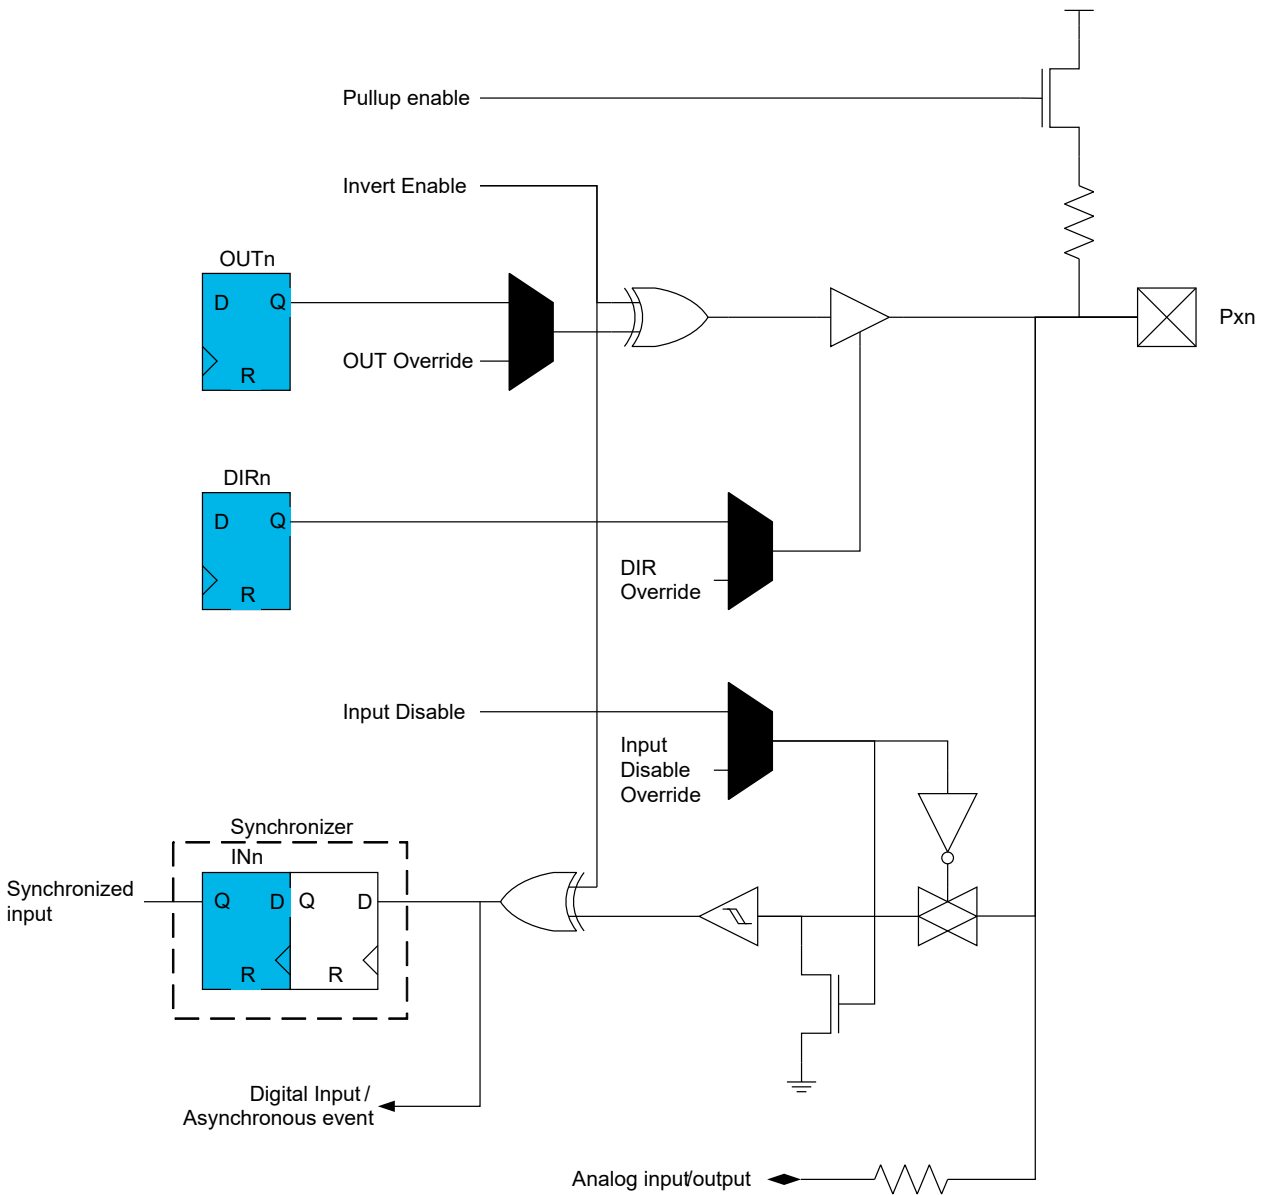 Pullup enable
Invert Enable
OUTn
D Q
R
OUT Override
Pxn
DIRn
D Q
R
DIR
Override
Input Disable
Input
Disable
Override
Synchronizer
INn
Synchronized
input
Q D Q D
R R
Digital Input /
Asynchronous event
Analog input/output